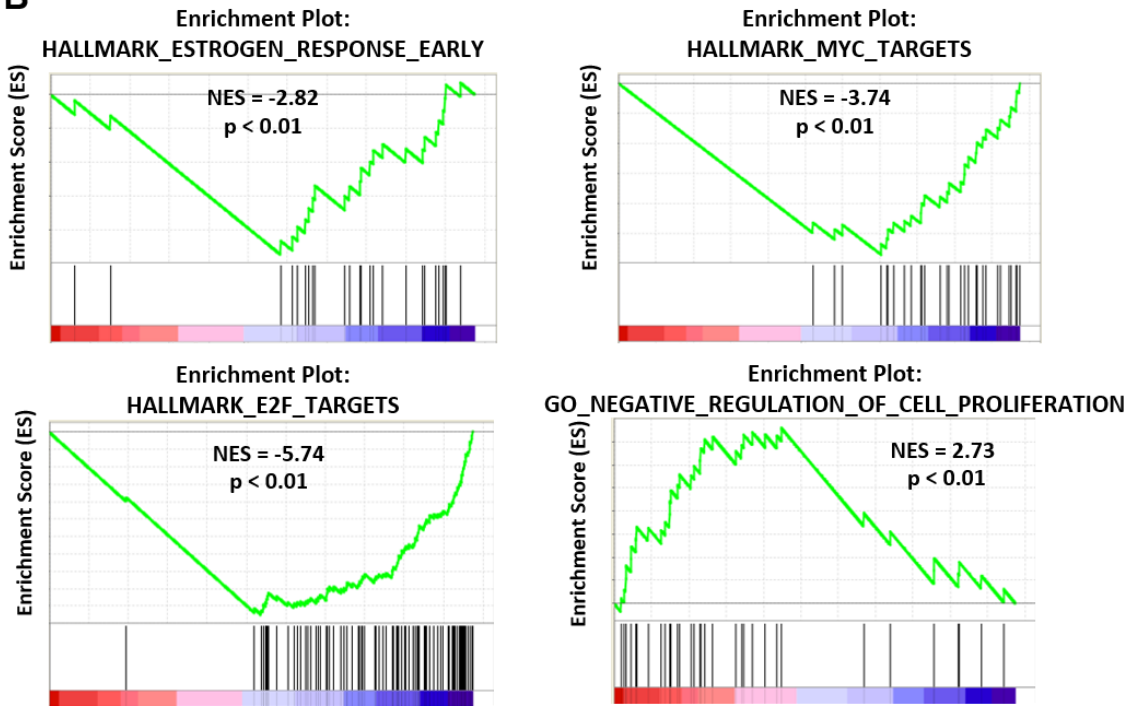 B
Enrichment Plot:
HALLMARK_ESTROGEN_RESPONSE_EARLY
Enrichment Score (ES)
NES = -2.82
p < 0.01
Enrichment Plot:
HALLMARK_MYC_TARGETS
Enrichment Score (ES)
NES = -3.74
p < 0.01
Enrichment Plot:
HALLMARK_E2F_TARGETS
Enrichment Score (ES)
NES = -5.74
p < 0.01
Enrichment Plot:
GO_NEGATIVE_REGULATION_OF_CELL_PROLIFERATION
Enrichment Score (ES)
NES = 2.73
p < 0.01